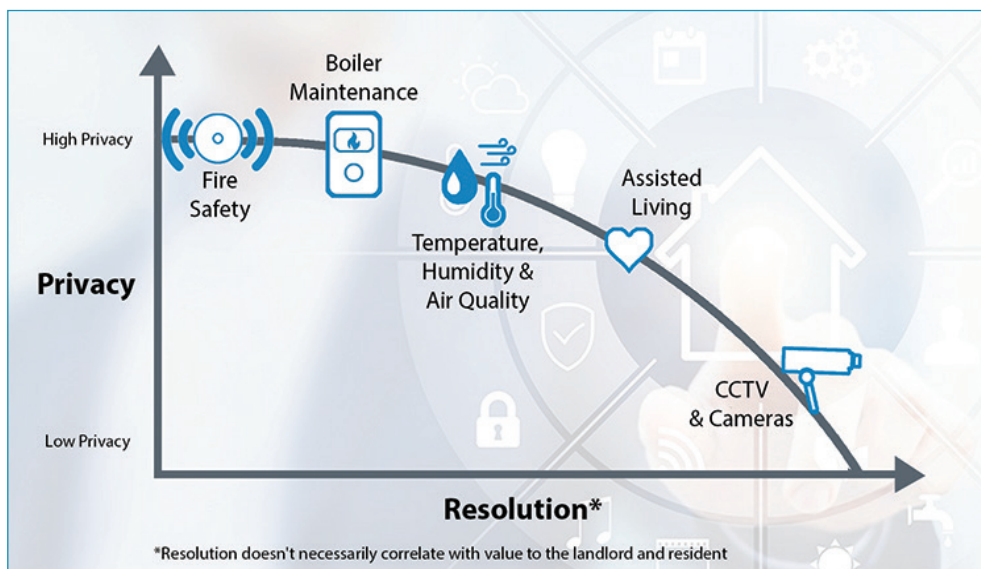 Boiler
Maintenance
High Privacy
Fire
Safety
Assisted
Living
Temperature,
Humidity &
Air Quality
Privacy
CCTV
& Cameras
Low Privacy
Resolution*
*Resolution doesn't necessarily correlate with value to the landlord and resident